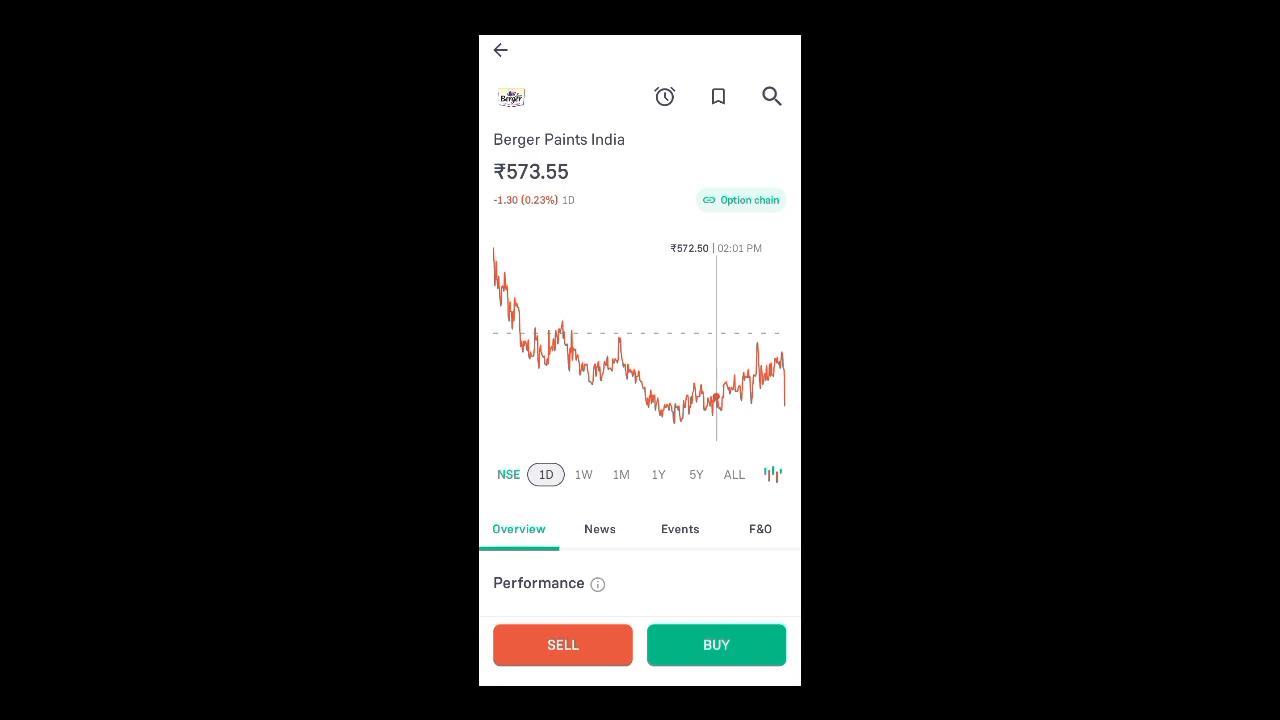 Berger
Berger Paints India
₹573.55
-1.30 (0.23%) 1D
Option chain
₹572.50 | 02:01 PM
NSE 1D 1W 1M 1Y 5Y ALL
Overview News Events F&O
Performance
SELL BUY